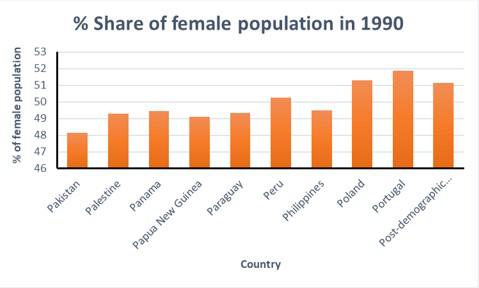 % Share of female population in 1990
% of female population
53
52
51
50
49
48
47
46
Pakistan
Palestine
Panama
Papua New Guinea
Paraguay
Peru
Philippines
Poland
Portugal
Post-demographic...
Country